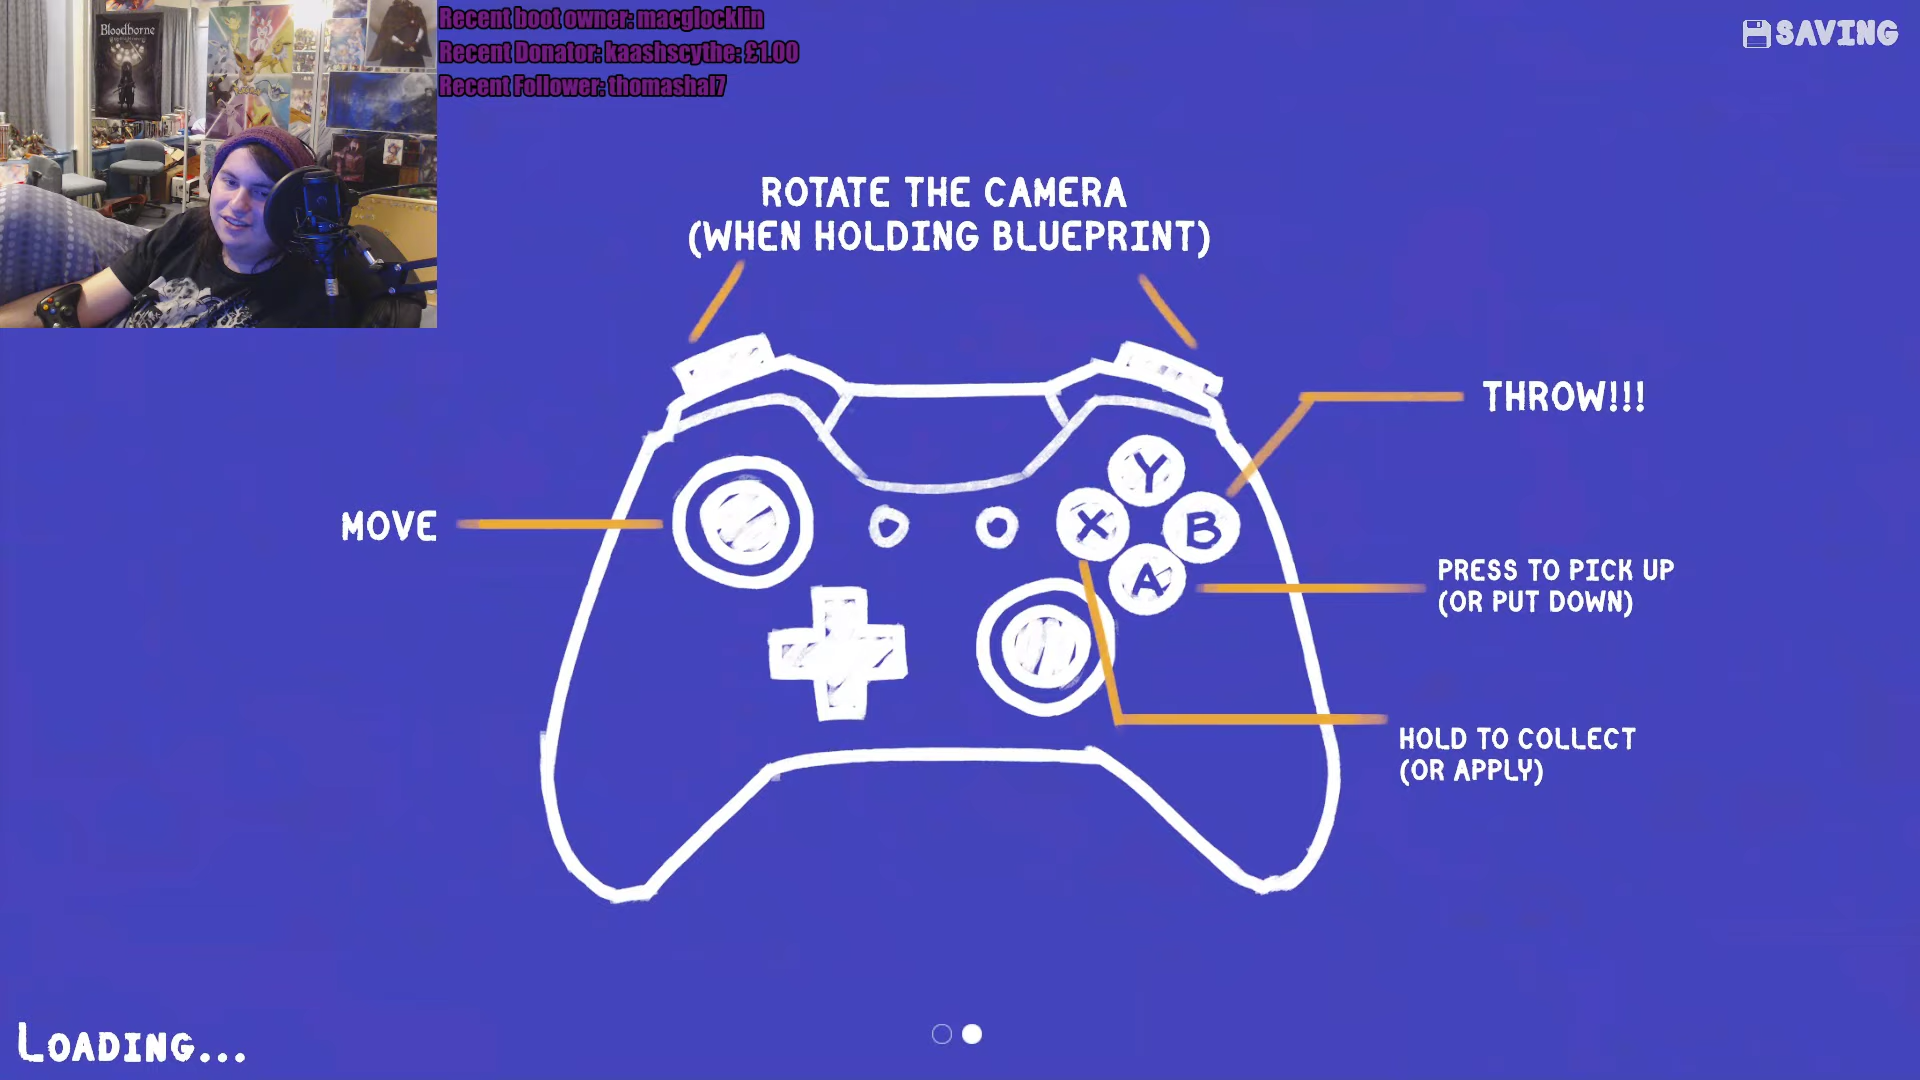 Bloodborne
Recent boot owner: macglocklin
Recent Donator: kaashscythe: £1.00
Recent Follower: thomashal7
SAVING
ROTATE THE CAMERA
(WHEN HOLDING BLUEPRINT)
THROW!!!
MOVE
Y
X
B
A
PRESS TO PICK UP
(OR PUT DOWN)
HOLD TO COLLECT
(OR APPLY)
LOADING...